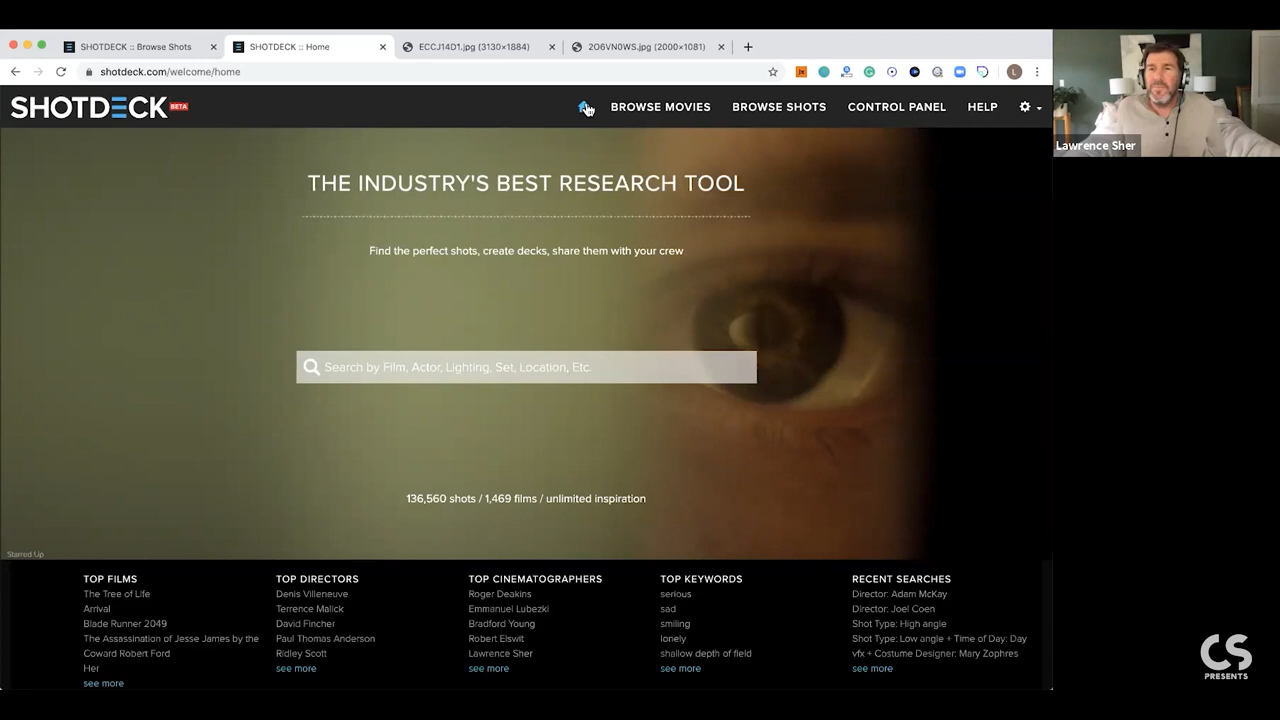 SHOTDECK :: Browse Shots
SHOTDECK :: Home
ECCJ14D1.jpg (3130×1884)
2O6VN0WS.jpg (2000×1081)
shotdeck.com/welcome/home
L
SHOTDECK BETA
BROWSE MOVIES
BROWSE SHOTS
CONTROL PANEL
HELP
Lawrence Sher
THE INDUSTRY'S BEST RESEARCH TOOL
Find the perfect shots, create decks, share them with your crew
Search by Film, Actor, Lighting, Set, Location, Etc.
136,560 shots / 1,469 films / unlimited inspiration
Starred Up
TOP FILMS
The Tree of Life
Arrival
Blade Runner 2049
The Assassination of Jesse James by the
Coward Robert Ford
Her
see more
TOP DIRECTORS
Denis Villeneuve
Terrence Malick
David Fincher
Paul Thomas Anderson
Ridley Scott
see more
TOP CINEMATOGRAPHERS
Roger Deakins
Emmanuel Lubezki
Bradford Young
Robert Elswit
Lawrence Sher
see more
TOP KEYWORDS
serious
sad
smiling
lonely
shallow depth of field
see more
RECENT SEARCHES
Director: Adam McKay
Director: Joel Coen
Shot Type: High angle
Shot Type: Low angle + Time of Day: Day
vfx + Costume Designer: Mary Zophres
see more
CS
PRESENTS